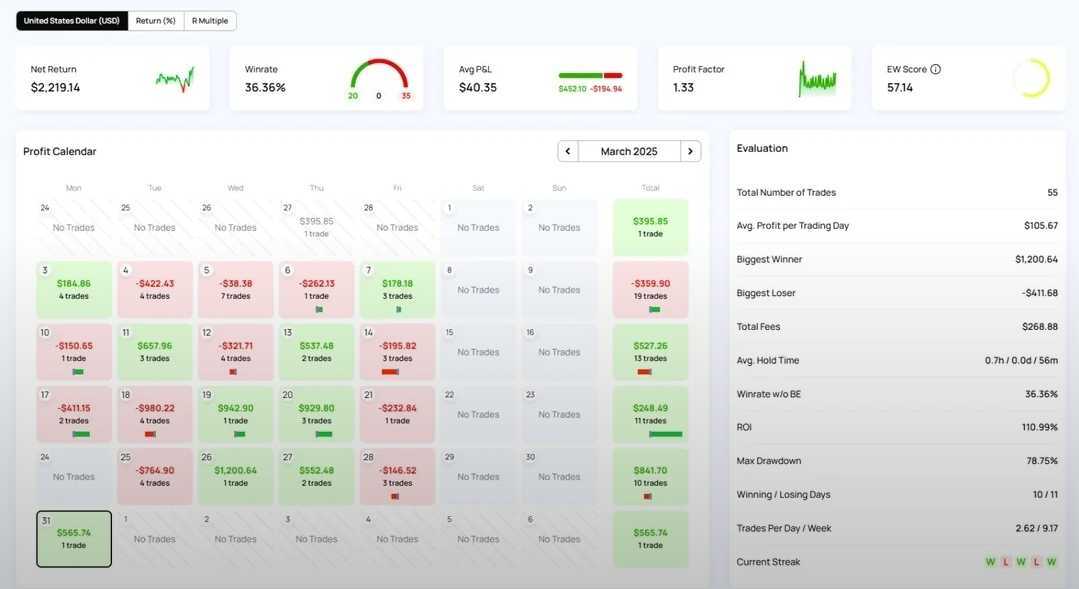 United States Dollar (USD) Return (%) R Multiple
Net Return
$2,219.14
Winrate
36.36%
20 0 35
Avg P&L
$40.35
$452.10 -$194.94
Profit Factor
1.33
EW Score
57.14
Profit Calendar
March 2025
Mon Tue Wed Thu Fri Sat Sun Total
24 25 26 27 28 1 2
No Trades No Trades No Trades $395.85 No Trades No Trades No Trades $395.85
1 trade 1 trade
3 4 5 6 7 8 9
$184.86 -$422.43 -$38.38 -$262.13 $178.18 No Trades No Trades -$359.90
4 trades 4 trades 7 trades 1 trade 3 trades 19 trades
10 11 12 13 14 15 16
-$150.65 $657.96 -$321.71 $537.48 -$195.82 No Trades No Trades $527.26
1 trade 3 trades 4 trades 2 trades 3 trades 13 trades
17 18 19 20 21 22 23
-$411.15 -$980.22 $942.90 $929.80 -$232.84 No Trades No Trades $248.49
2 trades 4 trades 1 trade 3 trades 1 trade 11 trades
24 25 26 27 28 29 30
No Trades -$764.90 $1,200.64 $552.48 -$146.52 No Trades No Trades $841.70
4 trades 1 trade 2 trades 3 trades 10 trades
31 1 2 3 4 5 6
$565.74 No Trades No Trades No Trades No Trades No Trades No Trades $565.74
1 trade 1 trade
Evaluation
Total Number of Trades 55
Avg. Profit per Trading Day $105.67
Biggest Winner $1,200.64
Biggest Loser -$411.68
Total Fees $268.88
Avg. Hold Time 0.7h / 0.0d / 56m
Winrate w/o BE 36.36%
ROI 110.99%
Max Drawdown 78.75%
Winning / Losing Days 10 / 11
Trades Per Day / Week 2.62 / 9.17
Current Streak W L W L W